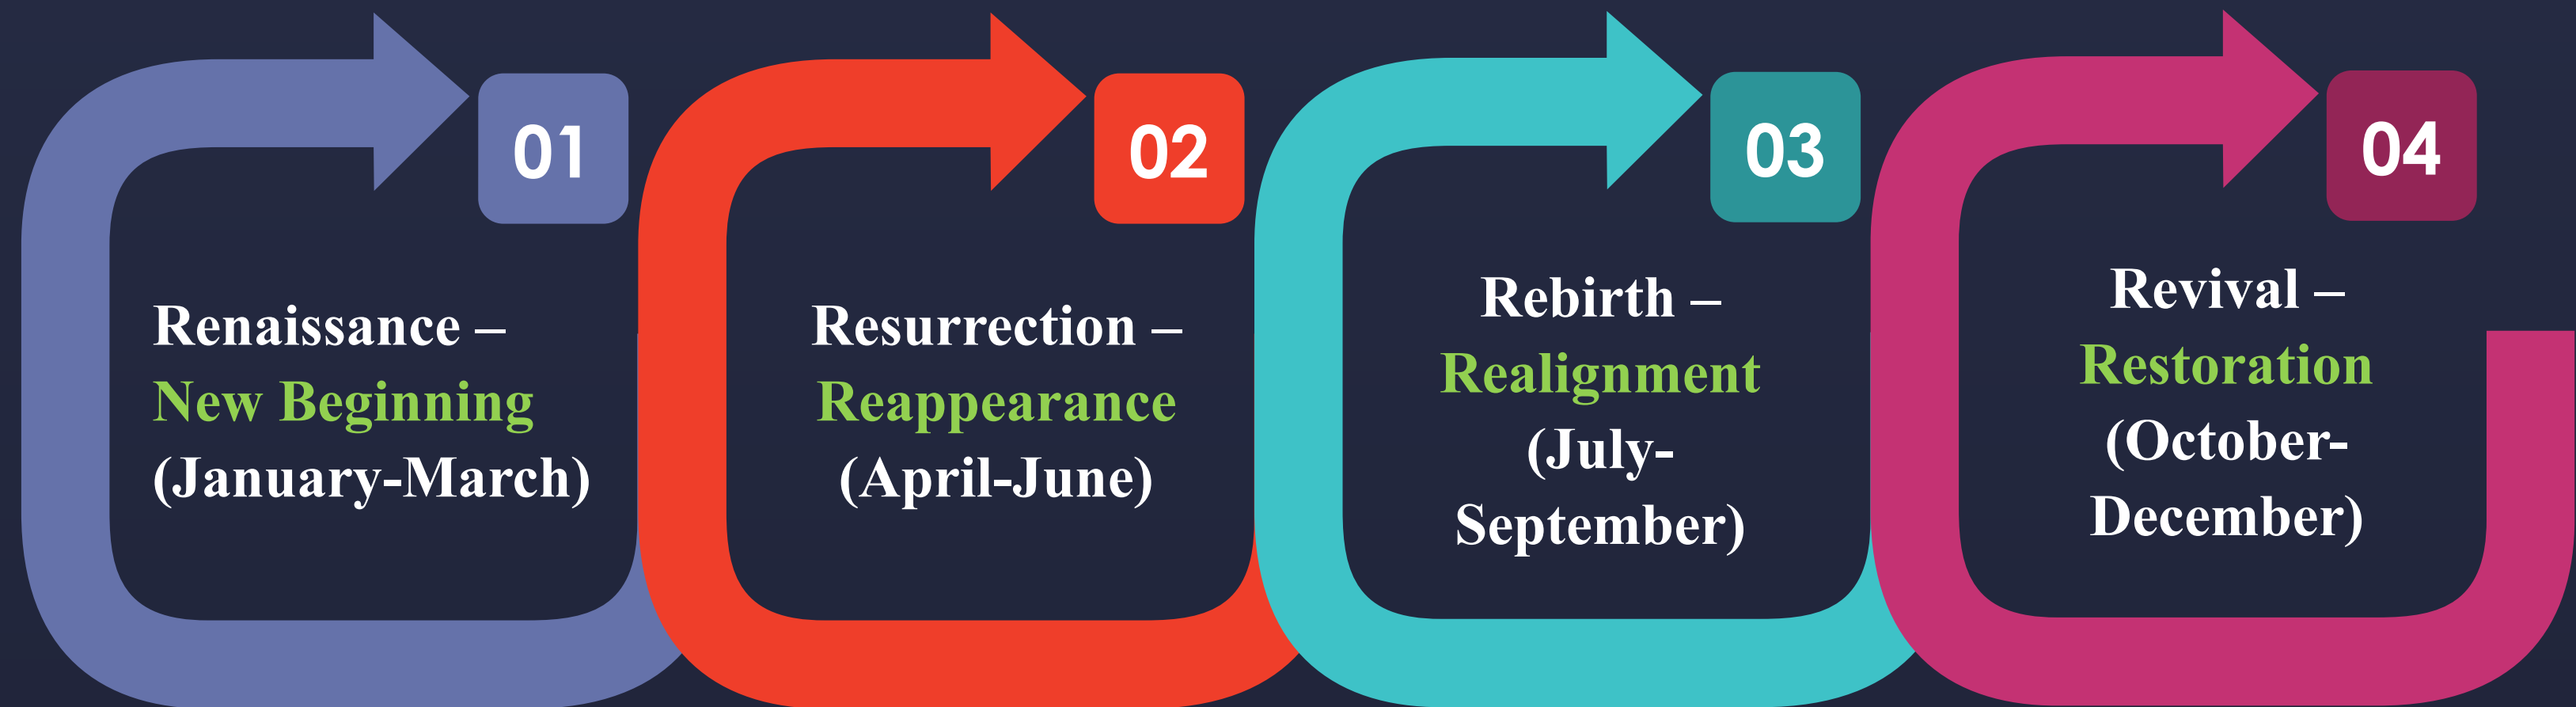 01
Renaissance –
New Beginning
(January-March)
02
Resurrection –
Reappearance
(April-June)
03
Rebirth –
Realignment
(July-
September)
04
Revival –
Restoration
(October-
December)